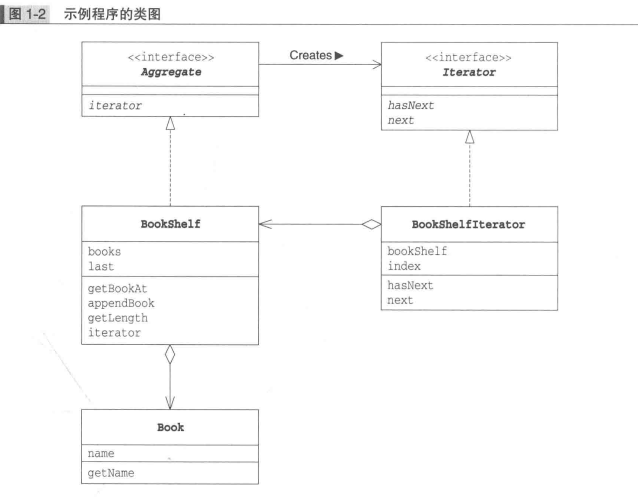 图 1-2 示例程序的类图
<<interface>>
Aggregate
iterator
Creates ▶
<<interface>>
Iterator
hasNext
next
BookShelf
books
last
getBookAt
appendBook
getLength
iterator
BookShelfIterator
bookShelf
index
hasNext
next
Book
name
getName